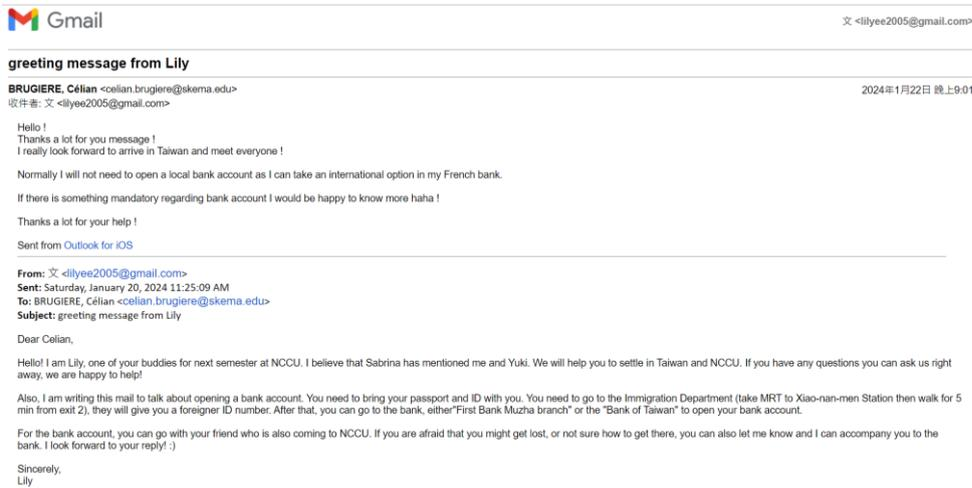 Gmail
文 <lilyee2005@gmail.com>
greeting message from Lily
BRUGIERE, Célian <celian.brugiere@skema.edu>
2024年1月22日 晚上9:01
收件者: 文 <lilyee2005@gmail.com>
Hello !
Thanks a lot for you message !
I really look forward to arrive in Taiwan and meet everyone !
Normally I will not need to open a local bank account as I can take an international option in my French bank.
If there is something mandatory regarding bank account I would be happy to know more haha !
Thanks a lot for your help !
Sent from Outlook for iOS
From: 文 <lilyee2005@gmail.com>
Sent: Saturday, January 20, 2024 11:25:09 AM
To: BRUGIERE, Célian <celian.brugiere@skema.edu>
Subject: greeting message from Lily
Dear Celian,
Hello! I am Lily, one of your buddies for next semester at NCCU. I believe that Sabrina has mentioned me and Yuki. We will help you to settle in Taiwan and NCCU. If you have any questions you can ask us right
away, we are happy to help!
Also, I am writing this mail to talk about opening a bank account. You need to bring your passport and ID with you. You need to go to the Immigration Department (take MRT to Xiao-nan-men Station then walk for 5
min from exit 2), they will give you a foreigner ID number. After that, you can go to the bank, either"First Bank Muzha branch" or the "Bank of Taiwan" to open your bank account.
For the bank account, you can go with your friend who is also coming to NCCU. If you are afraid that you might get lost, or not sure how to get there, you can also let me know and I can accompany you to the
bank. I look forward to your reply! :)
Sincerely,
Lily